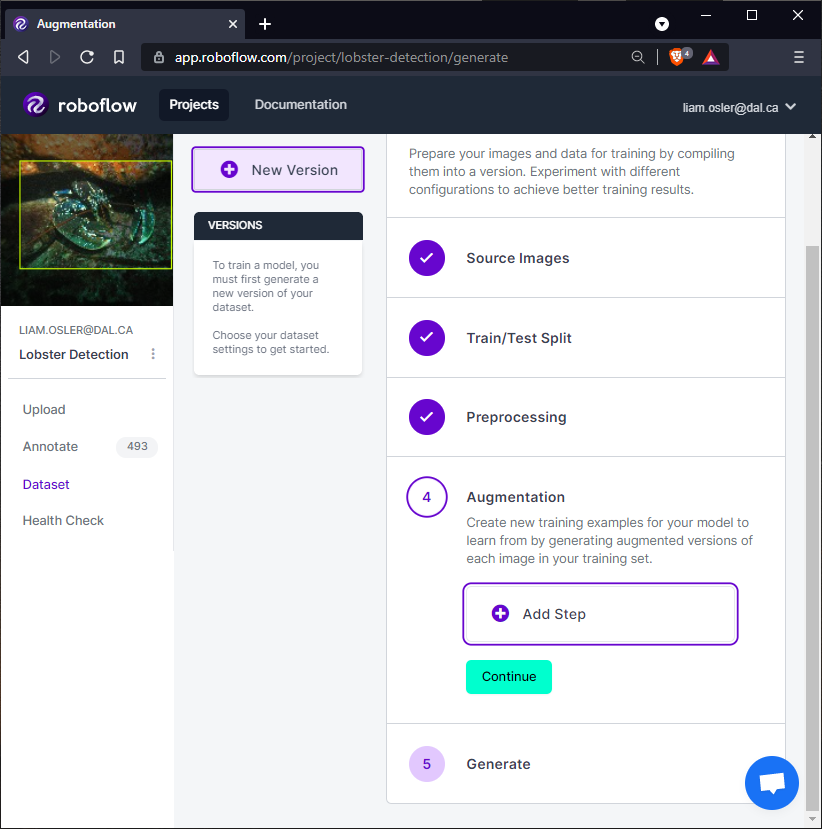 Augmentation
app.roboflow.com/project/lobster-detection/generate
4
roboflow
Projects
Documentation
liam.osler@dal.ca
LIAM.OSLER@DAL.CA
Lobster Detection
Upload
Annotate
493
Dataset
Health Check
New Version
VERSIONS
To train a model, you
must first generate a
new version of your
dataset.
Choose your dataset
settings to get started.
Prepare your images and data for training by compiling
them into a version. Experiment with different
configurations to achieve better training results.
Source Images
Train/Test Split
Preprocessing
4
Augmentation
Create new training examples for your model to
learn from by generating augmented versions of
each image in your training set.
Add Step
Continue
5
Generate